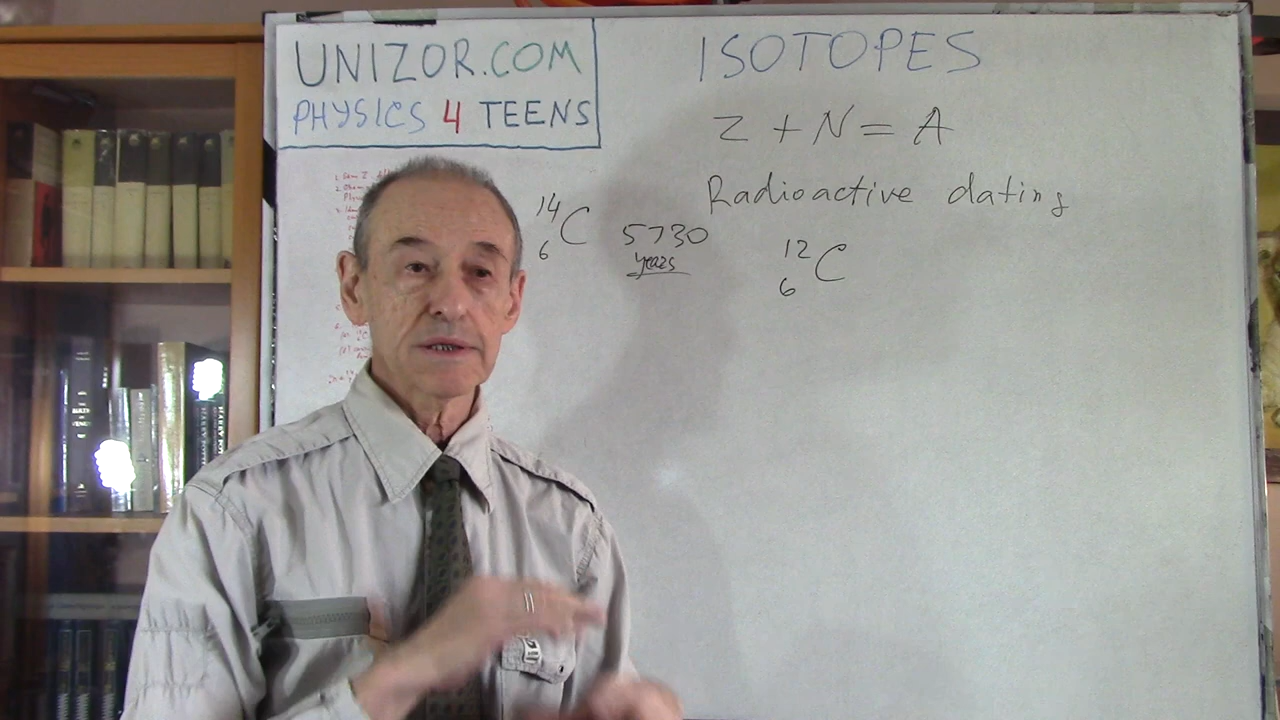 UNIZOR.COM
PHYSICS 4 TEENS
ISOTOPES
Z + N = A
Radioactive dating
14
6 C
5730
years
12
6 C